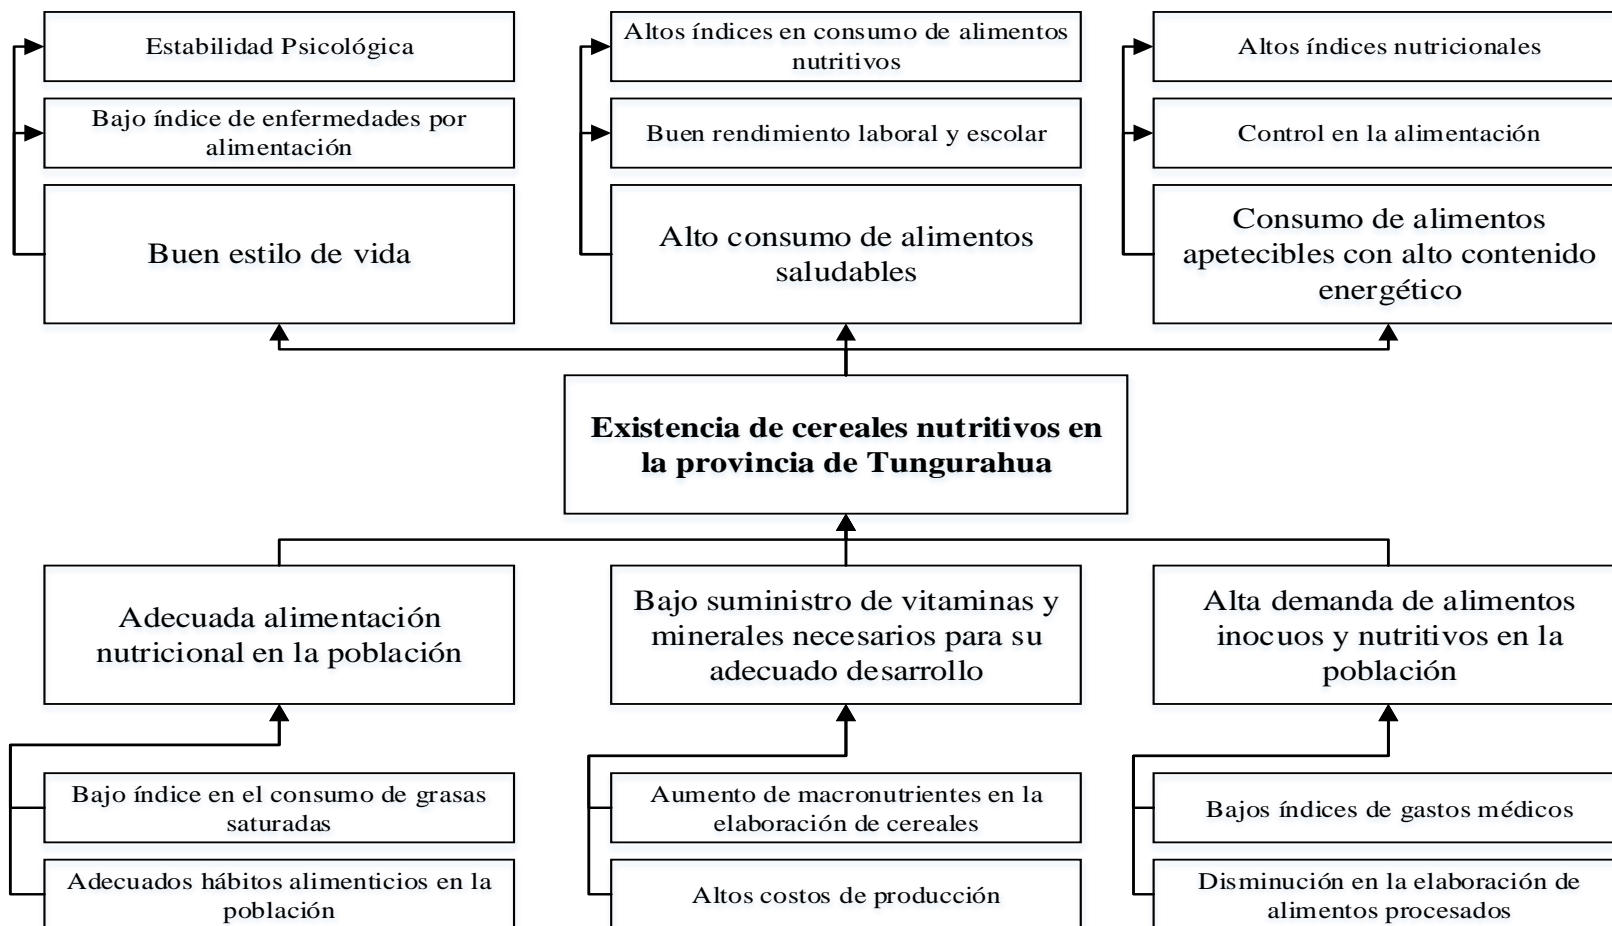 Estabilidad Psicológica
Altos índices en consumo de alimentos
nutritivos
Altos índices nutricionales
Bajo índice de enfermedades por
alimentación
Buen rendimiento laboral y escolar
Control en la alimentación
Buen estilo de vida
Alto consumo de alimentos
saludables
Consumo de alimentos
apetecibles con alto contenido
energético
Existencia de cereales nutritivos en
la provincia de Tungurahua
Adecuada alimentación
nutricional en la población
Bajo suministro de vitaminas y
minerales necesarios para su
adecuado desarrollo
Alta demanda de alimentos
inocuos y nutritivos en la
población
Bajo índice en el consumo de grasas
saturadas
Aumento de macronutrientes en la
elaboración de cereales
Bajos índices de gastos médicos
Adecuados hábitos alimenticios en la
población
Altos costos de producción
Disminución en la elaboración de
alimentos procesados